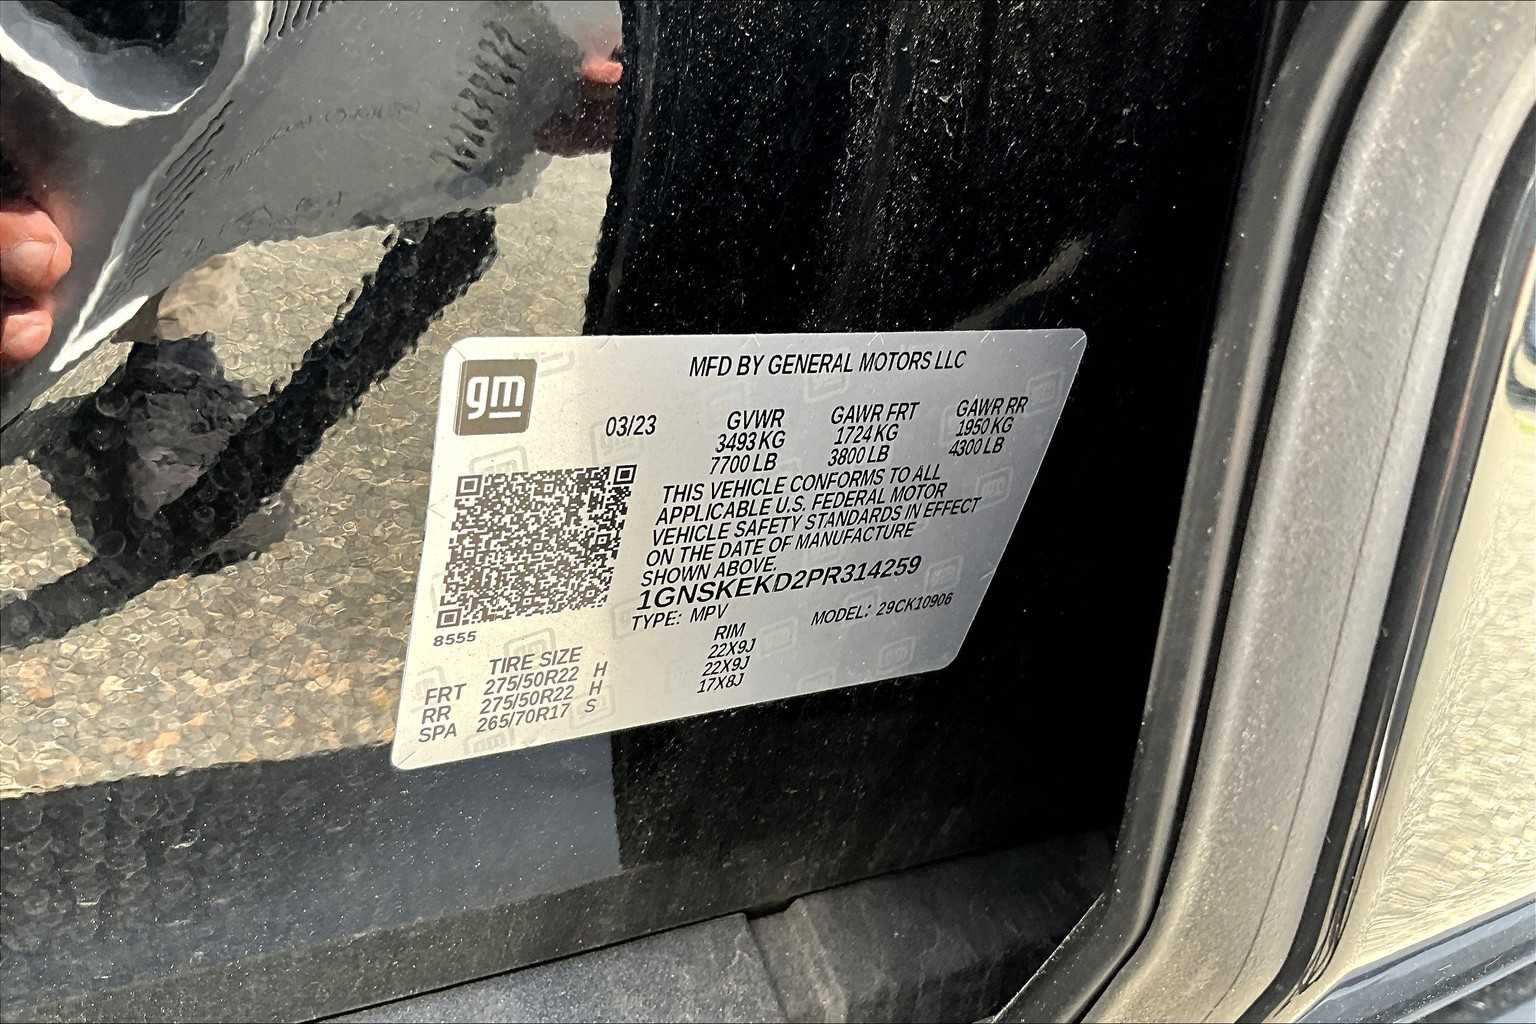 gm
MFD BY GENERAL MOTORS LLC
03/23 GVWR GAWR FRT GAWR RR
3493 KG 1724 KG 1950 KG
7700 LB 3800 LB 4300 LB
THIS VEHICLE CONFORMS TO ALL
APPLICABLE U.S. FEDERAL MOTOR
VEHICLE SAFETY STANDARDS IN EFFECT
ON THE DATE OF MANUFACTURE
SHOWN ABOVE.
1GNSKEKD2PR314259
TYPE: MPV MODEL: 29CK10906
8555
TIRE SIZE RIM
FRT 275/50R22 H 22X9J
RR 275/50R22 H 22X9J
SPA 265/70R17 S 17X8J